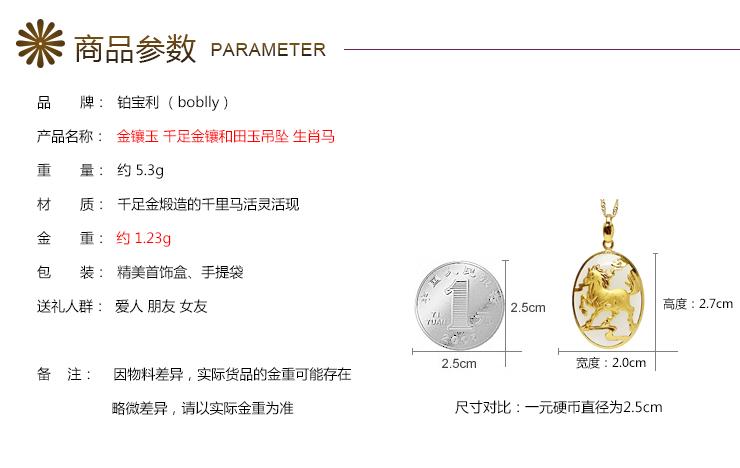 商品参数 PARAMETER
品 牌： 铂宝利（boblly）
产品名称： 金镶玉 千足金镶和田玉吊坠 生肖马
重 量： 约 5.3g
材 质： 千足金煅造的千里马活灵活现
金 重： 约 1.23g
包 装： 精美首饰盒、手提袋
送礼人群： 爱人 朋友 女友
备 注： 因物料差异，实际货品的金重可能存在
略微差异，请以实际金重为准
1
YI
YUAN
2.5cm
2.5cm
高度：2.7cm
宽度：2.0cm
尺寸对比：一元硬币直径为2.5cm